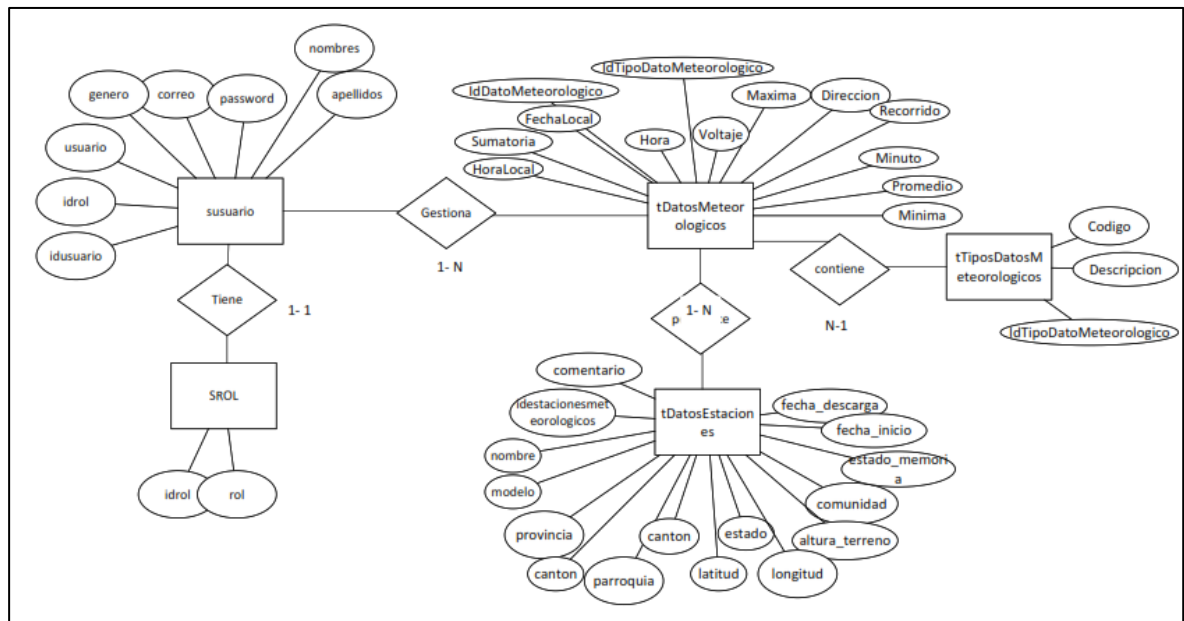 nombres
genero
correo
password
apellidos
usuario
idrol
idusuario
susuario
Tiene
1- 1
SROL
idrol
rol
Gestiona
1- N
IdTipoDatoMeteorologico
IdDatoMeteorologico
FechaLocal
Sumatoria
HoraLocal
Hora
Voltaje
Maxima
Direccion
Recorrido
Minuto
Promedio
Minima
tDatosMeteor
ologicos
contiene
N-1
tTiposDatosM
eteorologicos
Codigo
Descripcion
IdTipoDatoMeteorologico
1- N
comentario
Idestacionesmet
eorologicos
nombre
modelo
provincia
canton
parroquia
canton
latitud
estado
longitud
altura_terreno
comunidad
estado_memori
a
fecha_inicio
fecha_descarga
tDatosEstacion
es